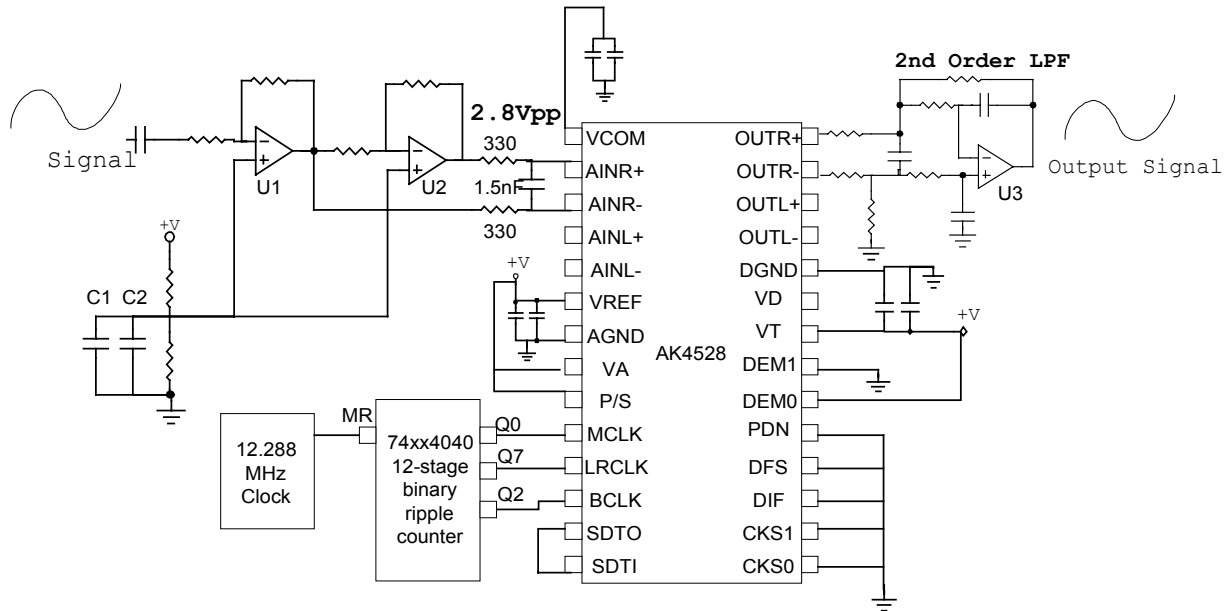 2nd Order LPF
2.8Vpp
Signal
U1
U2
330
1.5nF
330
+V
C1 C2
+V
VCOM
AINR+
AINR-
AINL+
AINL-
VREF
AGND
VA
P/S
MCLK
LRCLK
BCLK
SDTO
SDTI
AK4528
OUTR+
OUTR-
OUTL+
OUTL-
DGND
VD
VT
DEM1
DEM0
PDN
DFS
DIF
CKS1
CKS0
U3
Output Signal
+V
12.288
MHz
Clock
MR
74xx4040
12-stage
binary
ripple
counter
Q0
Q7
Q2